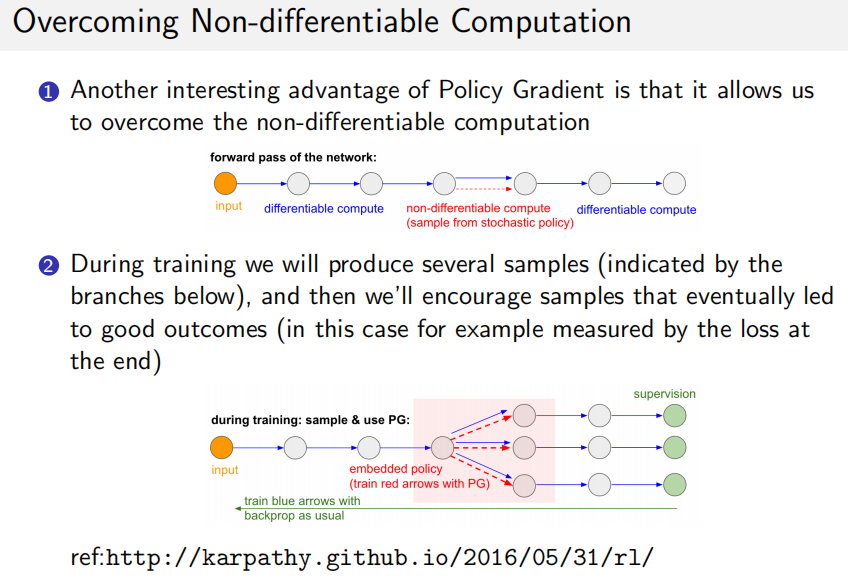 Overcoming Non-differentiable Computation
1 Another interesting advantage of Policy Gradient is that it allows us
to overcome the non-differentiable computation
forward pass of the network:
input
differentiable compute
non-differentiable compute
(sample from stochastic policy)
differentiable compute
2 During training we will produce several samples (indicated by the
branches below), and then we'll encourage samples that eventually led
to good outcomes (in this case for example measured by the loss at
the end)
supervision
during training: sample & use PG:
input
embedded policy
(train red arrows with PG)
train blue arrows with
backprop as usual
ref:http://karpathy.github.io/2016/05/31/rl/